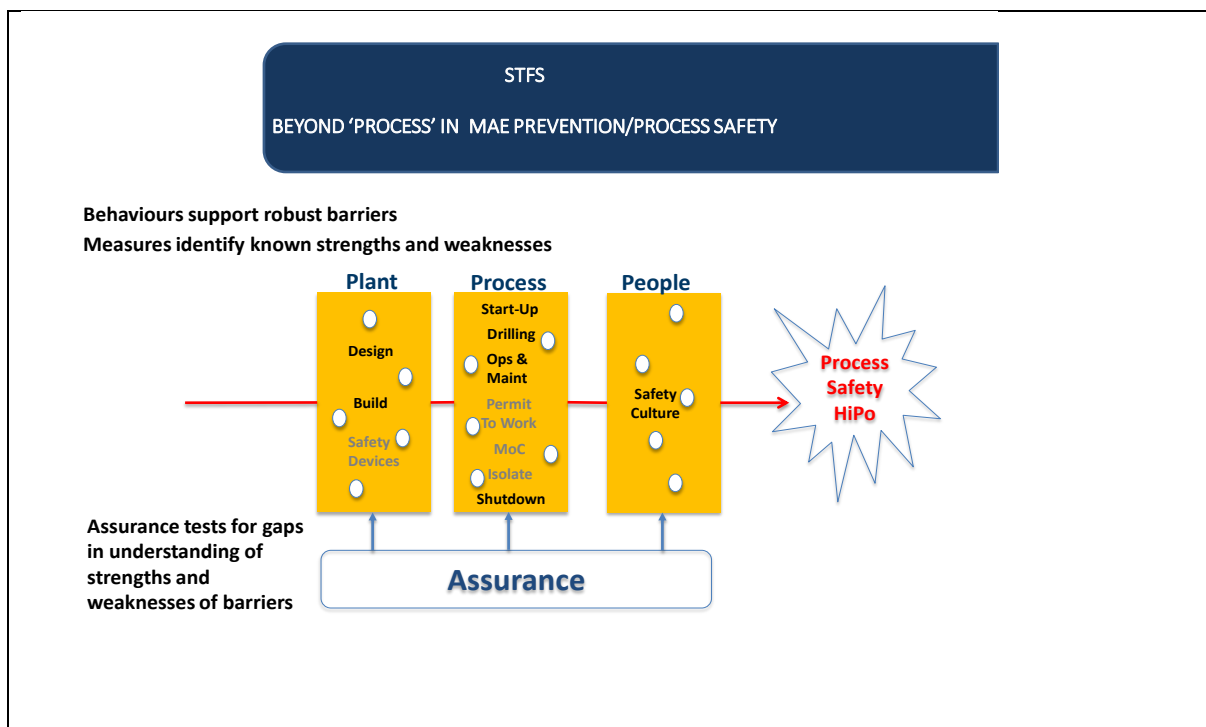 STFS
BEYOND ‘PROCESS’ IN MAE PREVENTION/PROCESS SAFETY
Behaviours support robust barriers
Measures identify known strengths and weaknesses
Plant
Design
Build
Safety
Devices
Process
Start-Up
Drilling
Ops &
Maint
Permit
To Work
MoC
Isolate
Shutdown
People
Safety
Culture
Process
Safety
HiPo
Assurance tests for gaps
in understanding of
strengths and
weaknesses of barriers
Assurance